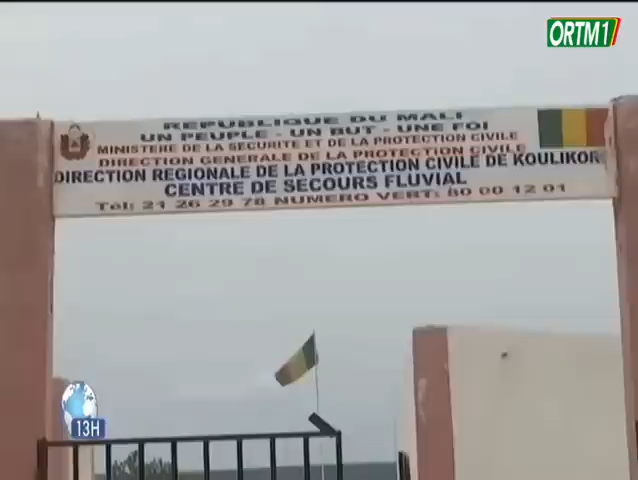 ORTM1
REPUBLIQUE DU MALI
UN PEUPLE - UN BUT - UNE FOI
MINISTERE DE LA SECURITE ET DE LA PROTECTION CIVILE
DIRECTION GENERALE DE LA PROTECTION CIVILE
DIRECTION REGIONALE DE LA PROTECTION CIVILE DE KOULIKOR
CENTRE DE SECOURS FLUVIAL
Tél: 21 26 29 78 NUMERO VERT: 80 00 12 01
13H